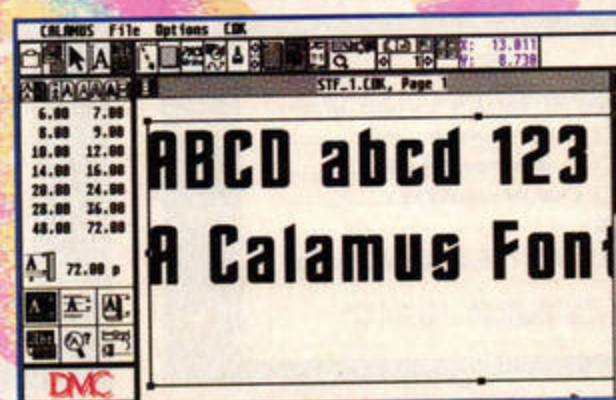 CALAMUS File Options CDK
X: 13.011
Y: 8.730
STF_1.CDK, Page 1
6.00 7.00
8.00 9.00
10.00 12.00
14.00 16.00
20.00 24.00
28.00 36.00
48.00 72.00
72.00 p
DMC
ABCD abcd 123
A Calamus Font